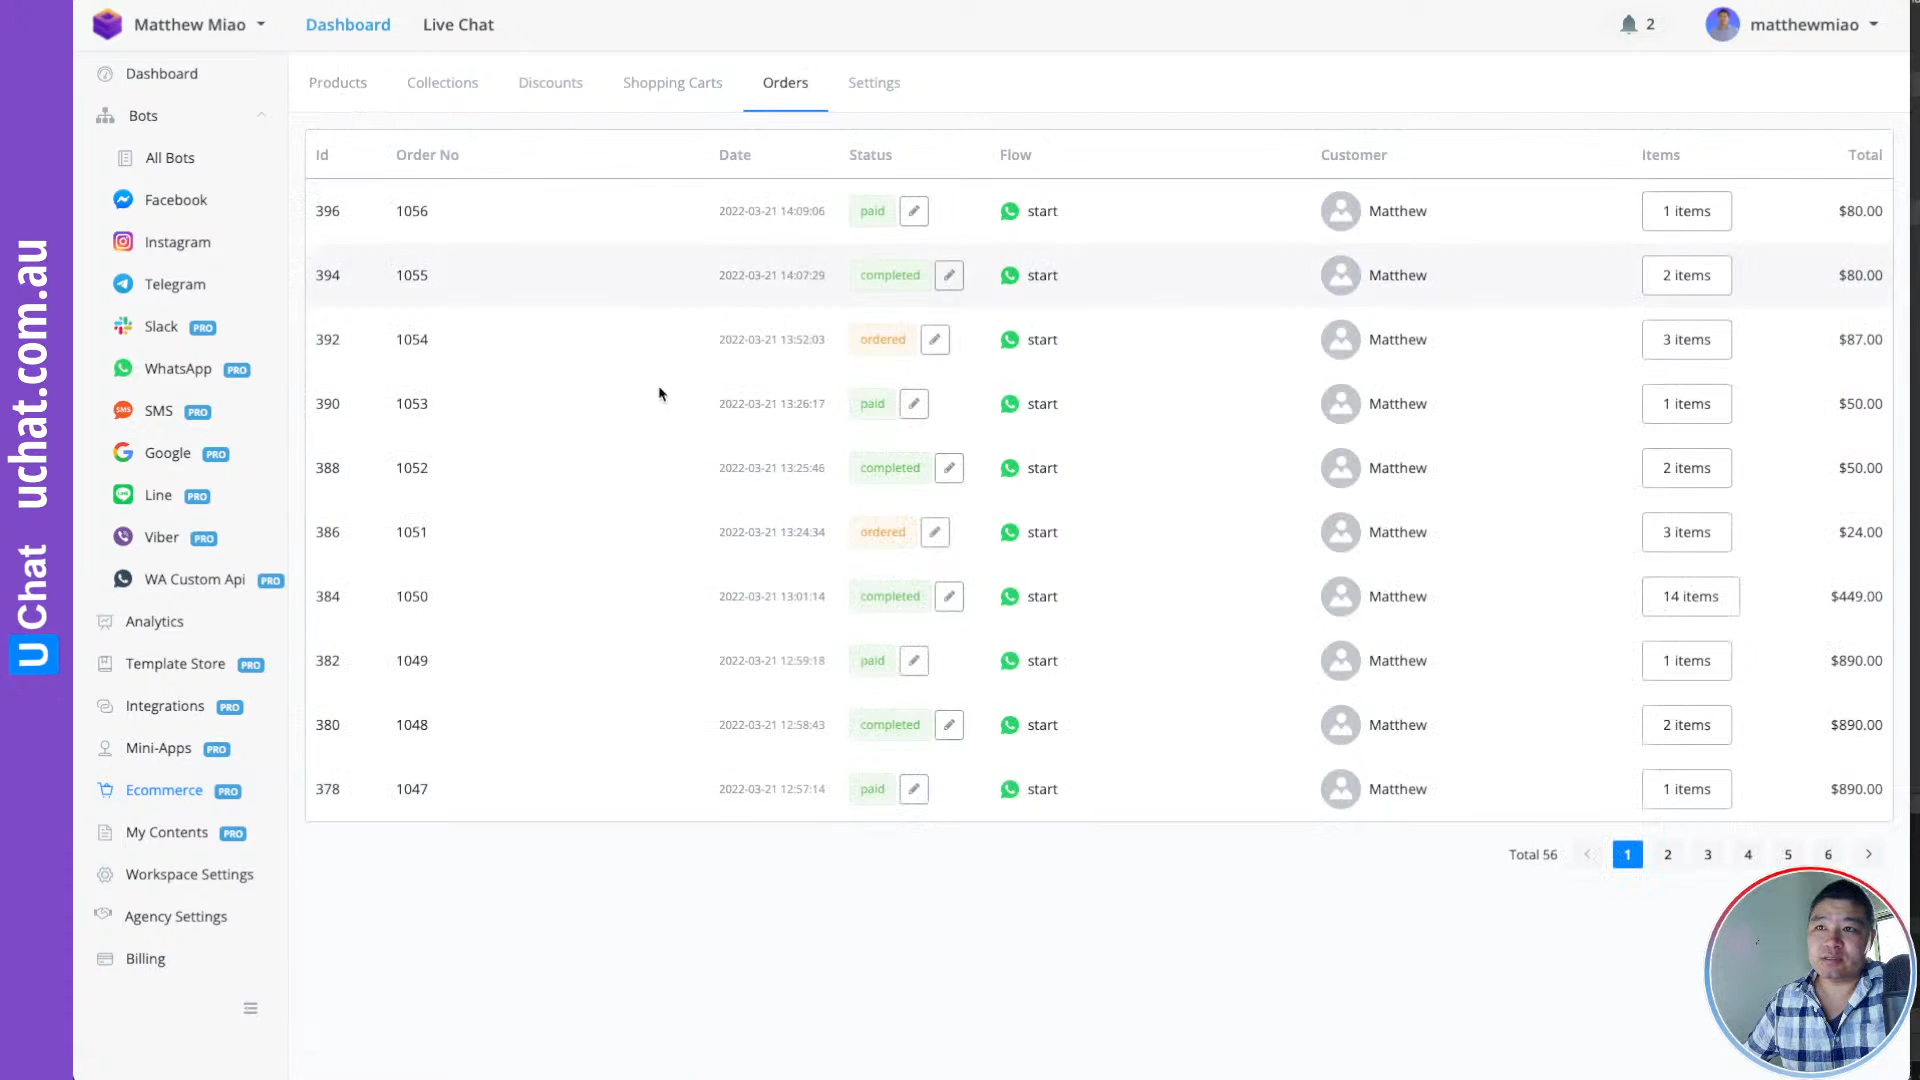 UChat uchat.com.au
Matthew Miao
Dashboard
Live Chat
2
matthewmiao
Dashboard
Bots
All Bots
Facebook
Instagram
Telegram
Slack PRO
WhatsApp PRO
SMS SMS PRO
Google PRO
Line PRO
Viber PRO
WA Custom Api PRO
Analytics
Template Store PRO
Integrations PRO
Mini-Apps PRO
Ecommerce PRO
My Contents PRO
Workspace Settings
Agency Settings
Billing
Products Collections Discounts Shopping Carts Orders Settings
Id Order No Date Status Flow Customer Items Total
396 1056 2022-03-21 14:09:06 paid start Matthew 1 items $80.00
394 1055 2022-03-21 14:07:29 completed start Matthew 2 items $80.00
392 1054 2022-03-21 13:52:03 ordered start Matthew 3 items $87.00
390 1053 2022-03-21 13:26:17 paid start Matthew 1 items $50.00
388 1052 2022-03-21 13:25:46 completed start Matthew 2 items $50.00
386 1051 2022-03-21 13:24:34 ordered start Matthew 3 items $24.00
384 1050 2022-03-21 13:01:14 completed start Matthew 14 items $449.00
382 1049 2022-03-21 12:59:18 paid start Matthew 1 items $890.00
380 1048 2022-03-21 12:58:43 completed start Matthew 2 items $890.00
378 1047 2022-03-21 12:57:14 paid start Matthew 1 items $890.00
Total 56 1 2 3 4 5 6